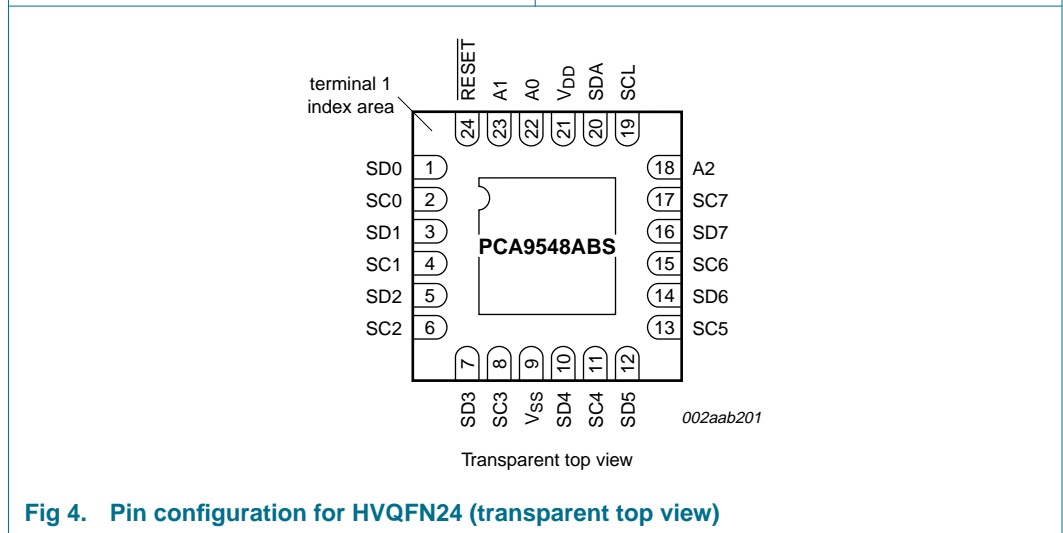 RESET
A1
A0
VDD
SDA
SCL
terminal 1
index area
24
23
22
21
20
19
SD0 1
18 A2
SC0 2
17 SC7
SD1 3
16 SD7
PCA9548ABS
SC1 4
15 SC6
SD2 5
14 SD6
SC2 6
13 SC5
7
8
9
10
11
12
SD3
SC3
VSS
SD4
SC4
SD5
002aab201
Transparent top view
Fig 4. Pin configuration for HVQFN24 (transparent top view)